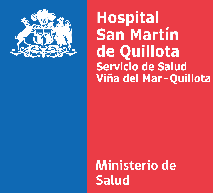 Hospital
San Martín
de Quillota
Servicio de Salud
Viña del Mar-Quillota
Ministerio de
Salud